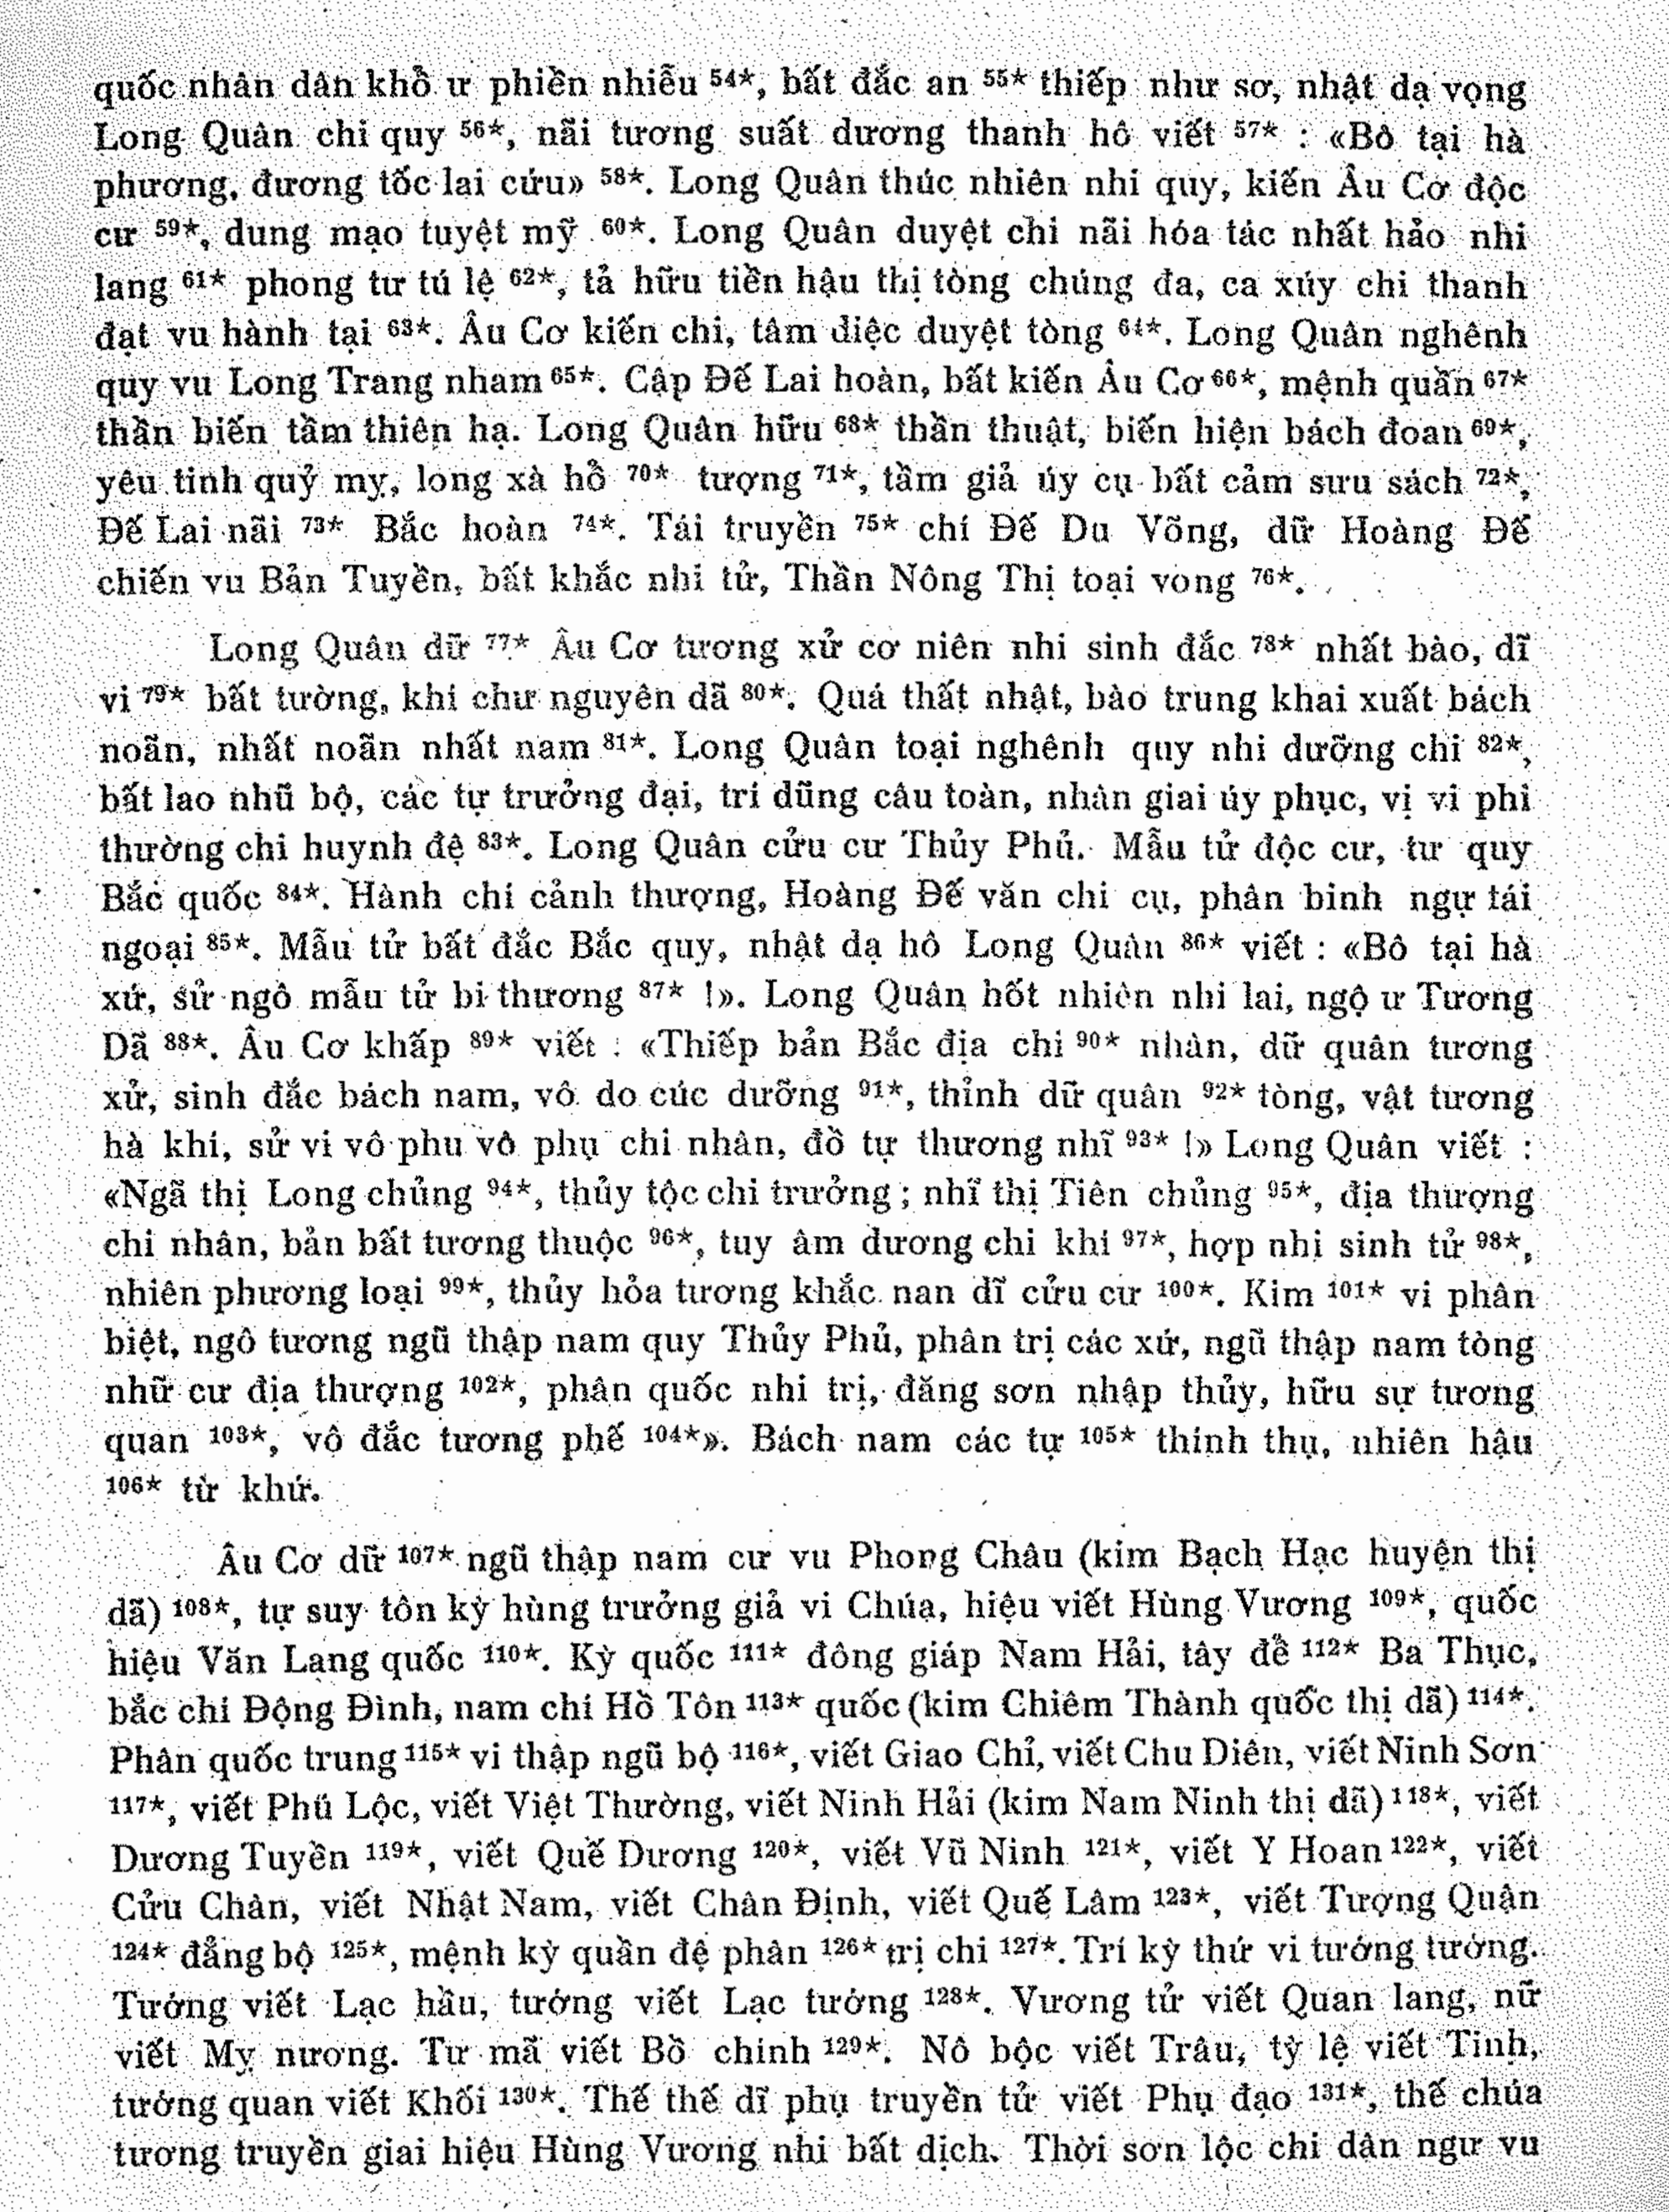 quốc nhân dân khổ ư phiền nhiễu 54*, bất đắc an 55* thiếp như sơ, nhật dạ vọng
Long Quân chi quy 56*, nãi tương suất dương thanh hô viết 57* : «Bô tại hà
phương, đương tốc lai cứu» 58*. Long Quân thúc nhiên nhi quy, kiến Âu Cơ độc
cư 59*, dung mạo tuyệt mỹ 60*. Long Quân duyệt chi nãi hóa tác nhất hảo nhi
lang 61* phong tư tú lệ 62*, tả hữu tiền hậu thị tòng chúng đa, ca xúy chi thanh
đạt vu hành tại 63*. Âu Cơ kiến chi, tâm diệc duyệt tòng 64*. Long Quân nghênh
quy vu Long Trang nham 65*. Cập Đế Lai hoàn, bất kiến Âu Cơ 66*, mệnh quần 67*
thần biến tầm thiên hạ. Long Quân hữu 68* thần thuật, biến hiện bách đoan 69*,
yêu tinh quỷ mỵ, long xà hổ 70* tượng 71*, tầm giả úy cụ bất cảm sưu sách 72*,
Đế Lai nãi 73* Bắc hoàn 74*. Tái truyền 75* chí Đế Du Võng, dữ Hoàng Đế
chiến vu Bản Tuyền, bất khắc nhi tử, Thần Nông Thị toại vong 76*.
Long Quân dữ 77* Âu Cơ tương xử cơ niên nhi sinh đắc 78* nhất bào, dĩ
vi 79* bất tường, khí chư nguyên dã 80*. Quá thất nhật, bào trung khai xuất bách
noãn, nhất noãn nhất nam 81*. Long Quân toại nghênh quy nhi dưỡng chi 82*,
bất lao nhũ bộ, các tự trưởng đại, trí dũng câu toàn, nhân giai úy phục, vị vi phi
thường chi huynh đệ 83*. Long Quân cửu cư Thủy Phủ. Mẫu tử độc cư, tư quy
Bắc quốc 84*. Hành chí cảnh thượng, Hoàng Đế văn chi cụ, phân binh ngự tái
ngoại 85*. Mẫu tử bất đắc Bắc quy, nhật dạ hô Long Quân 86* viết : «Bô tại hà
xứ, sử ngô mẫu tử bi thương 87* !». Long Quân hốt nhiên nhi lai, ngộ ư Tương
Dã 88*. Âu Cơ khấp 89* viết : «Thiếp bản Bắc địa chi 90* nhân, dữ quân tương
xử, sinh đắc bách nam, vô do cúc dưỡng 91*, thỉnh dữ quân 92* tòng, vật tương
hà khí, sử vi vô phu vô phụ chi nhân, đồ tự thương nhĩ 93* !» Long Quân viết :
«Ngã thị Long chủng 94*, thủy tộc chi trưởng ; nhĩ thị Tiên chủng 95*, địa thượng
chi nhân, bản bất tương thuộc 96*, tuy âm dương chi khí 97*, hợp nhi sinh tử 98*,
nhiên phương loại 99*, thủy hỏa tương khắc nan dĩ cửu cư 100*. Kim 101* vi phân
biệt, ngô tương ngũ thập nam quy Thủy Phủ, phân trị các xứ, ngũ thập nam tòng
nhữ cư địa thượng 102*, phân quốc nhi trị, đăng sơn nhập thủy, hữu sự tương
quan 103*, vô đắc tương phế 104*». Bách nam các tự 105* thính thụ, nhiên hậu
106* từ khứ.
Âu Cơ dữ 107* ngũ thập nam cư vu Phong Châu (kim Bạch Hạc huyện thị
dã) 108*, tự suy tôn kỳ hùng trưởng giả vi Chúa, hiệu viết Hùng Vương 109*, quốc
hiệu Văn Lang quốc 110*. Kỳ quốc 111* đông giáp Nam Hải, tây đề 112* Ba Thục,
bắc chí Động Đình, nam chí Hồ Tôn 113* quốc (kim Chiêm Thành quốc thị dã) 114*.
Phân quốc trung 115* vi thập ngũ bộ 116*, viết Giao Chỉ, viết Chu Diên, viết Ninh Sơn
117*, viết Phú Lộc, viết Việt Thường, viết Ninh Hải (kim Nam Ninh thị dã) 118*, viết
Dương Tuyền 119*, viết Quế Dương 120*, viết Vũ Ninh 121*, viết Y Hoan 122*, viết
Cửu Chân, viết Nhật Nam, viết Chân Định, viết Quế Lâm 123*, viết Tượng Quận
124* đẳng bộ 125*, mệnh kỳ quần đệ phân 126* trị chi 127*. Trí kỳ thứ vi tướng tướng.
Tướng viết Lạc hầu, tướng viết Lạc tướng 128*. Vương tử viết Quan lang, nữ
viết Mỵ nương. Tư mã viết Bồ chính 129*. Nô bộc viết Trâu, tỳ lệ viết Tinh,
tướng quan viết Khối 130*. Thế thế dĩ phụ truyền tử viết Phụ đạo 131*, thế chúa
tương truyền giai hiệu Hùng Vương nhi bất dịch. Thời sơn lộc chi dân ngư vu